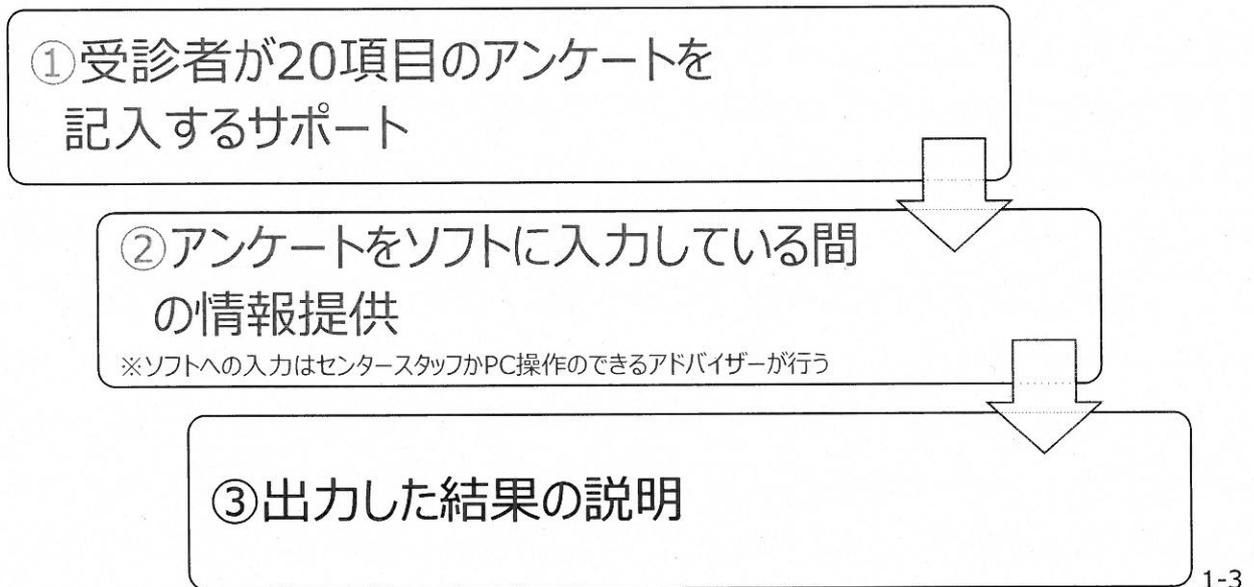 ①受診者が20項目のアンケートを
記入するサポート
②アンケートをソフトに入力している間
の情報提供
※ソフトへの入力はセンタースタッフかPC操作のできるアドバイザーが行う
③出力した結果の説明
1-3